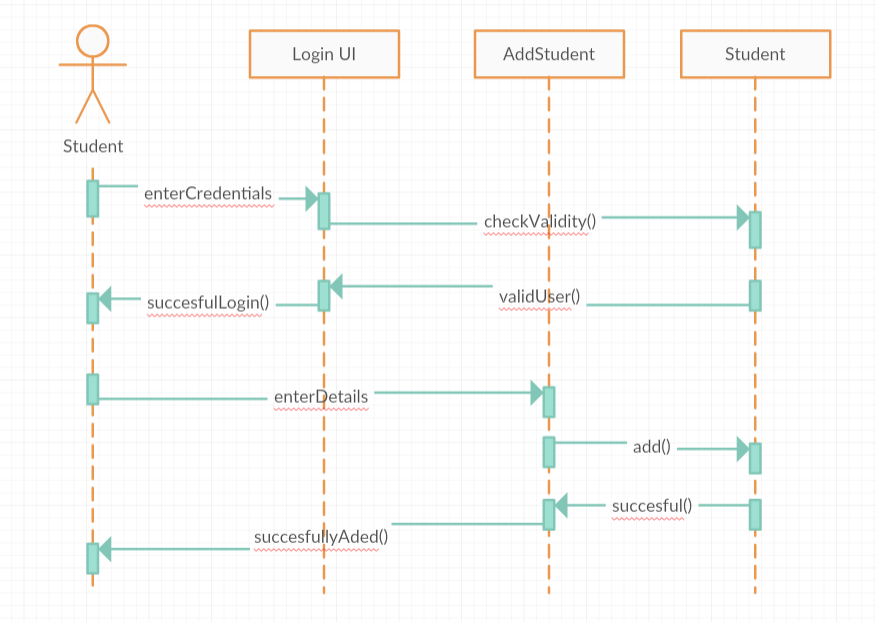 Login UI
AddStudent
Student
Student
enterCredentials
checkValidity()
validUser()
succesfulLogin()
enterDetails
add()
succesful()
succesfullyAded()